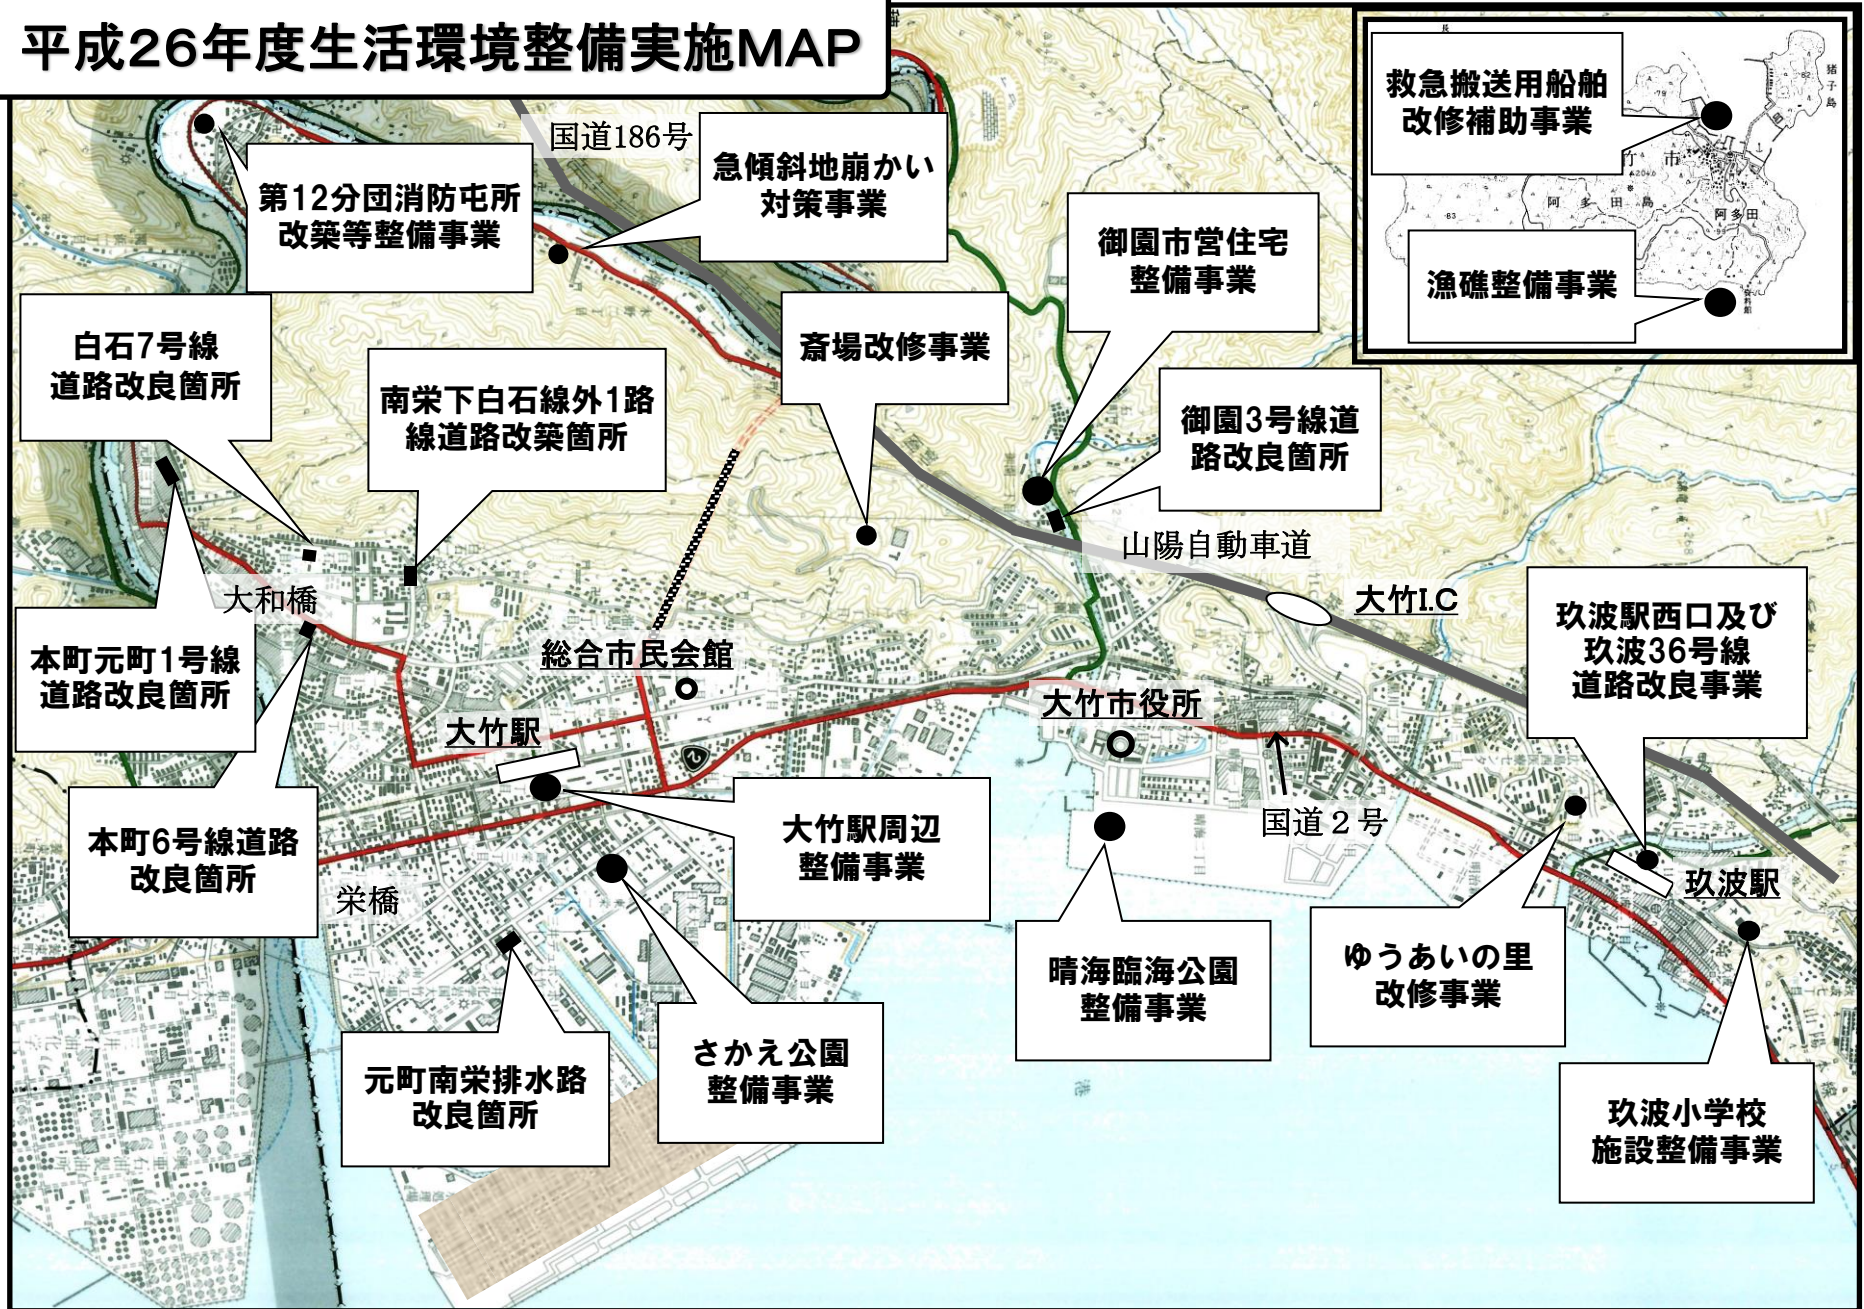 平成26年度生活環境整備実施MAP
国道186号
救急搬送用船舶
改修補助事業
猪子島
竹市
阿多田島
阿多田
漁礁整備事業
第12分団消防屯所
改築等整備事業
急傾斜地崩かい
対策事業
御園市営住宅
整備事業
斎場改修事業
白石7号線
道路改良箇所
南栄下白石線外1路
線道路改築箇所
御園3号線道
路改良箇所
山陽自動車道
大竹I.C
大和橋
本町元町1号線
道路改良箇所
総合市民会館
玖波駅西口及び
玖波36号線
道路改良事業
大竹市役所
大竹駅
本町6号線道路
改良箇所
大竹駅周辺
整備事業
国道２号
栄橋
玖波駅
晴海臨海公園
整備事業
ゆうあいの里
改修事業
元町南栄排水路
改良箇所
さかえ公園
整備事業
玖波小学校
施設整備事業
港